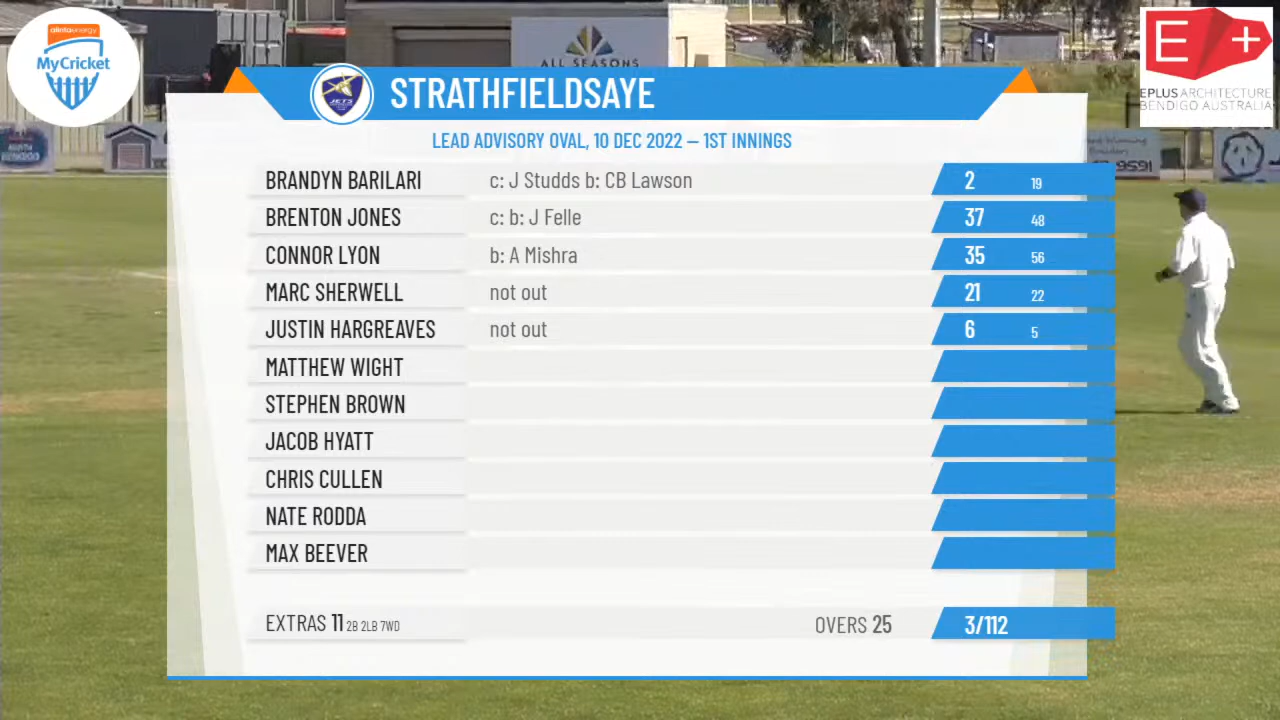 alintaenergy
MyCricket
ALL SEASONS
E+
EPLUS ARCHITECTURE
BENDIGO AUSTRALIA
JETS
STRATHFIELDSAYE
LEAD ADVISORY OVAL, 10 DEC 2022 – 1ST INNINGS
BRANDYN BARILARI c: J Studds b: CB Lawson 2 19
BRENTON JONES c: b: J Felle 37 48
CONNOR LYON b: A Mishra 35 56
MARC SHERWELL not out 21 22
JUSTIN HARGREAVES not out 6 5
MATTHEW WIGHT
STEPHEN BROWN
JACOB HYATT
CHRIS CULLEN
NATE RODDA
MAX BEEVER
EXTRAS 11 2B 2LB 7WD OVERS 25 3/112